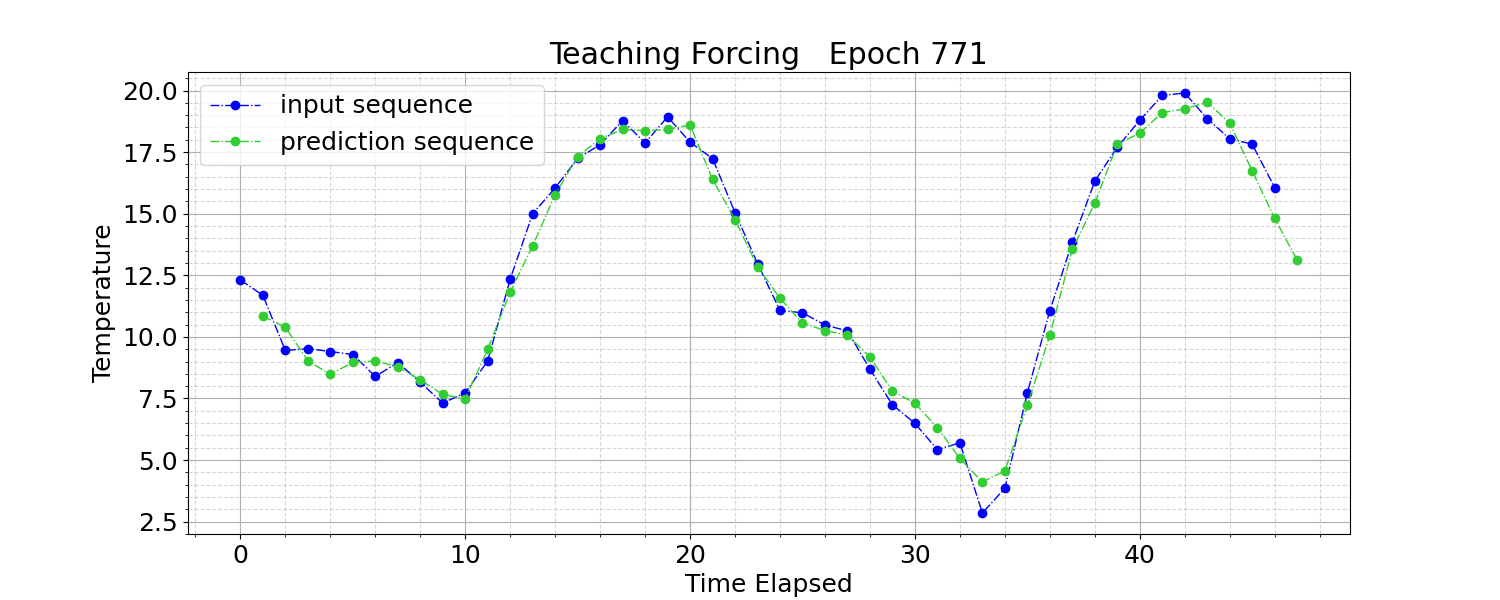 Teaching Forcing   Epoch 771
input sequence
prediction sequence
Temperature
20.0
17.5
15.0
12.5
10.0
7.5
5.0
2.5
0 10 20 30 40
Time Elapsed